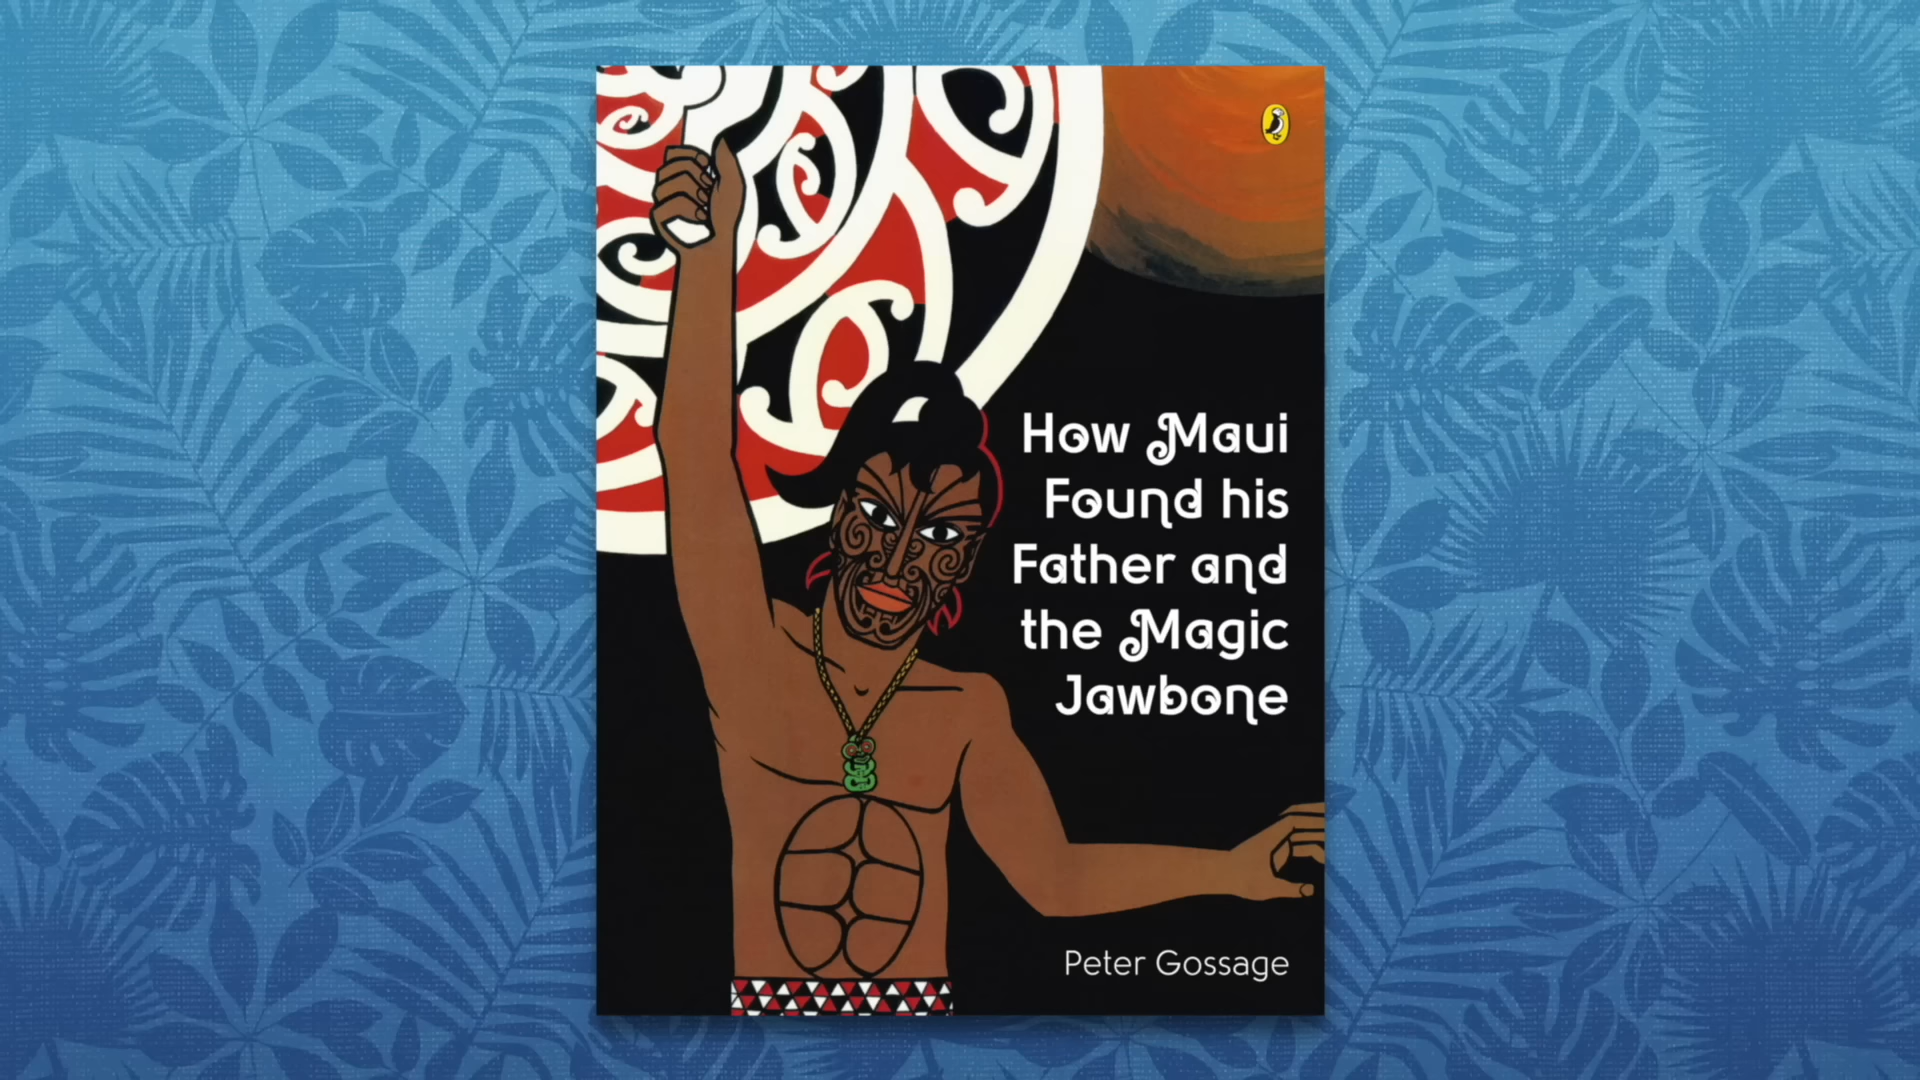 How Maui
Found his
Father and
the Magic
Jawbone
Peter Gossage